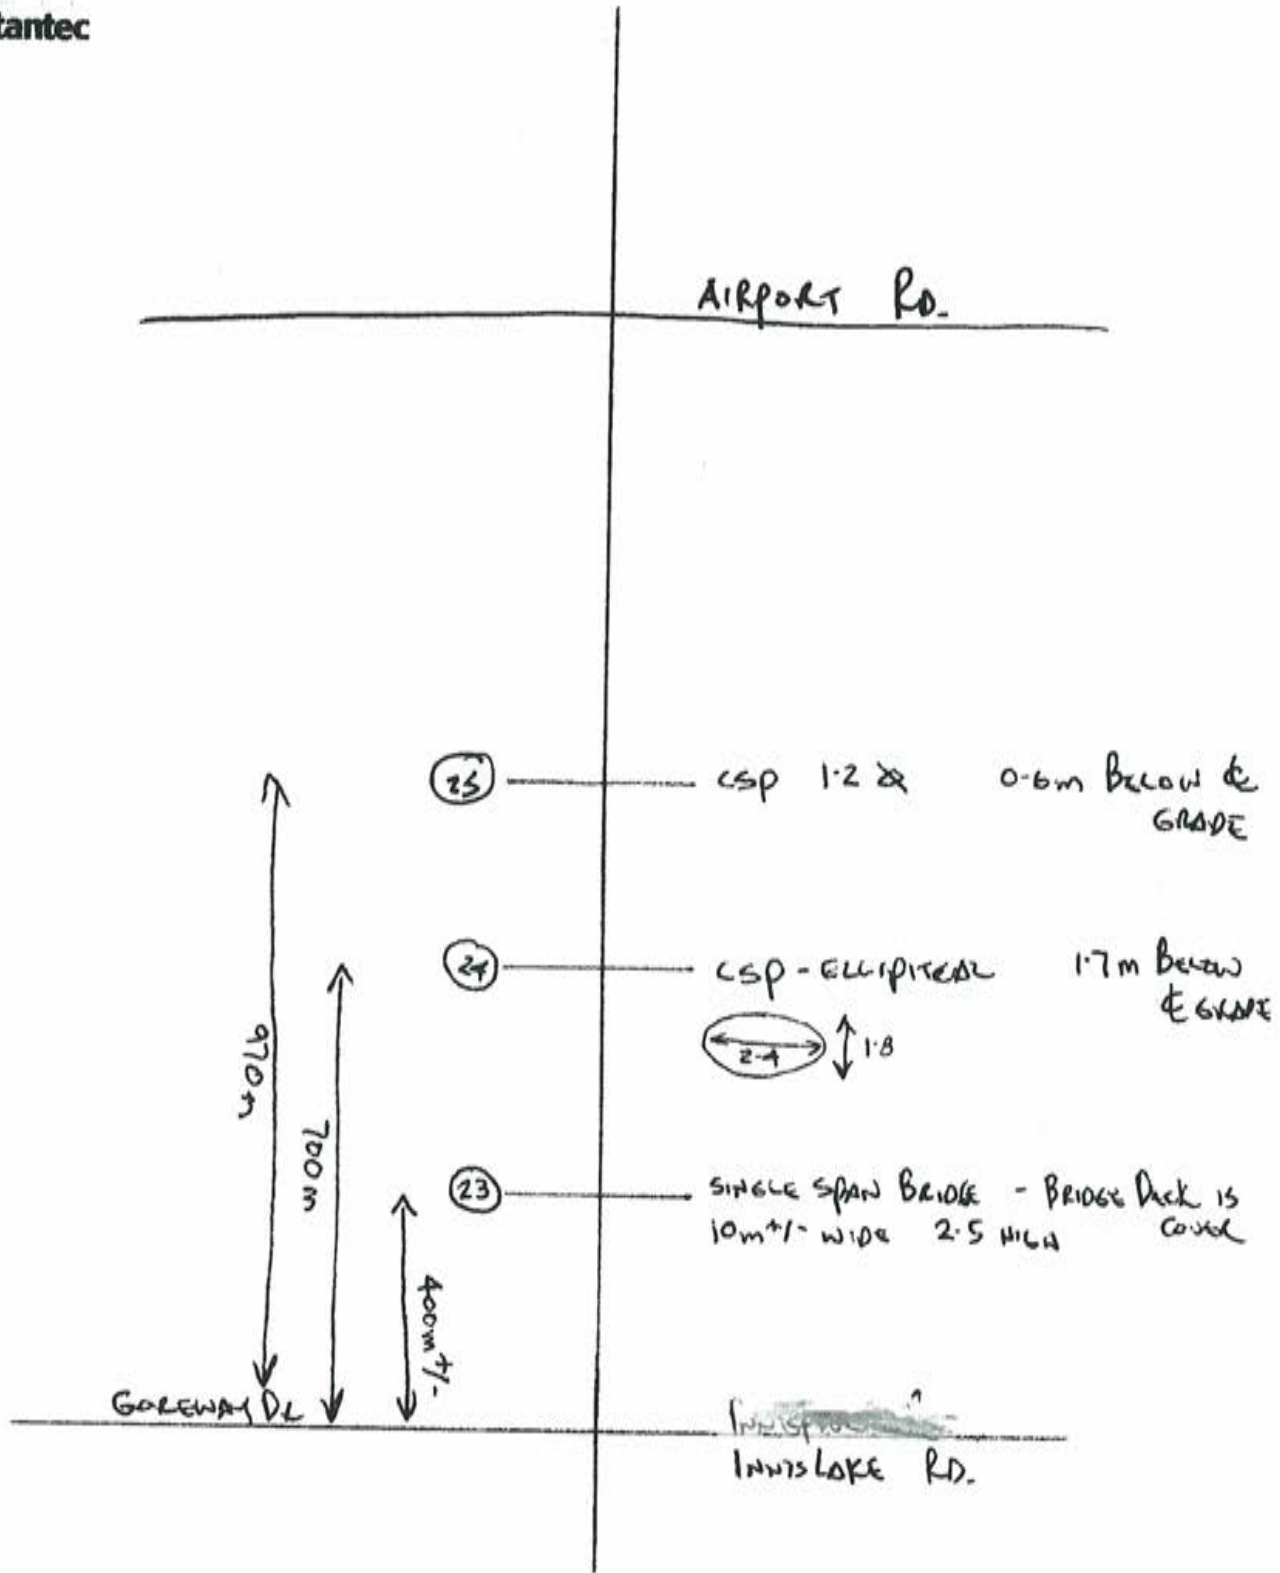 tantec
AIRPORT RD.
25 CSP 1.2 Ø 0.6m BELOW ℄
GRADE
24 CSP - ELLIPITCAL 1.7m BELOW
℄ GRADE
2.4 1.8
970m
700m
23 SINGLE SPAN BRIDGE - BRIDGE DECK IS
10m +/- WIDE 2.5 HIGH COVER
400m +/-
GOREWAY DR
INNISLAKE RD.